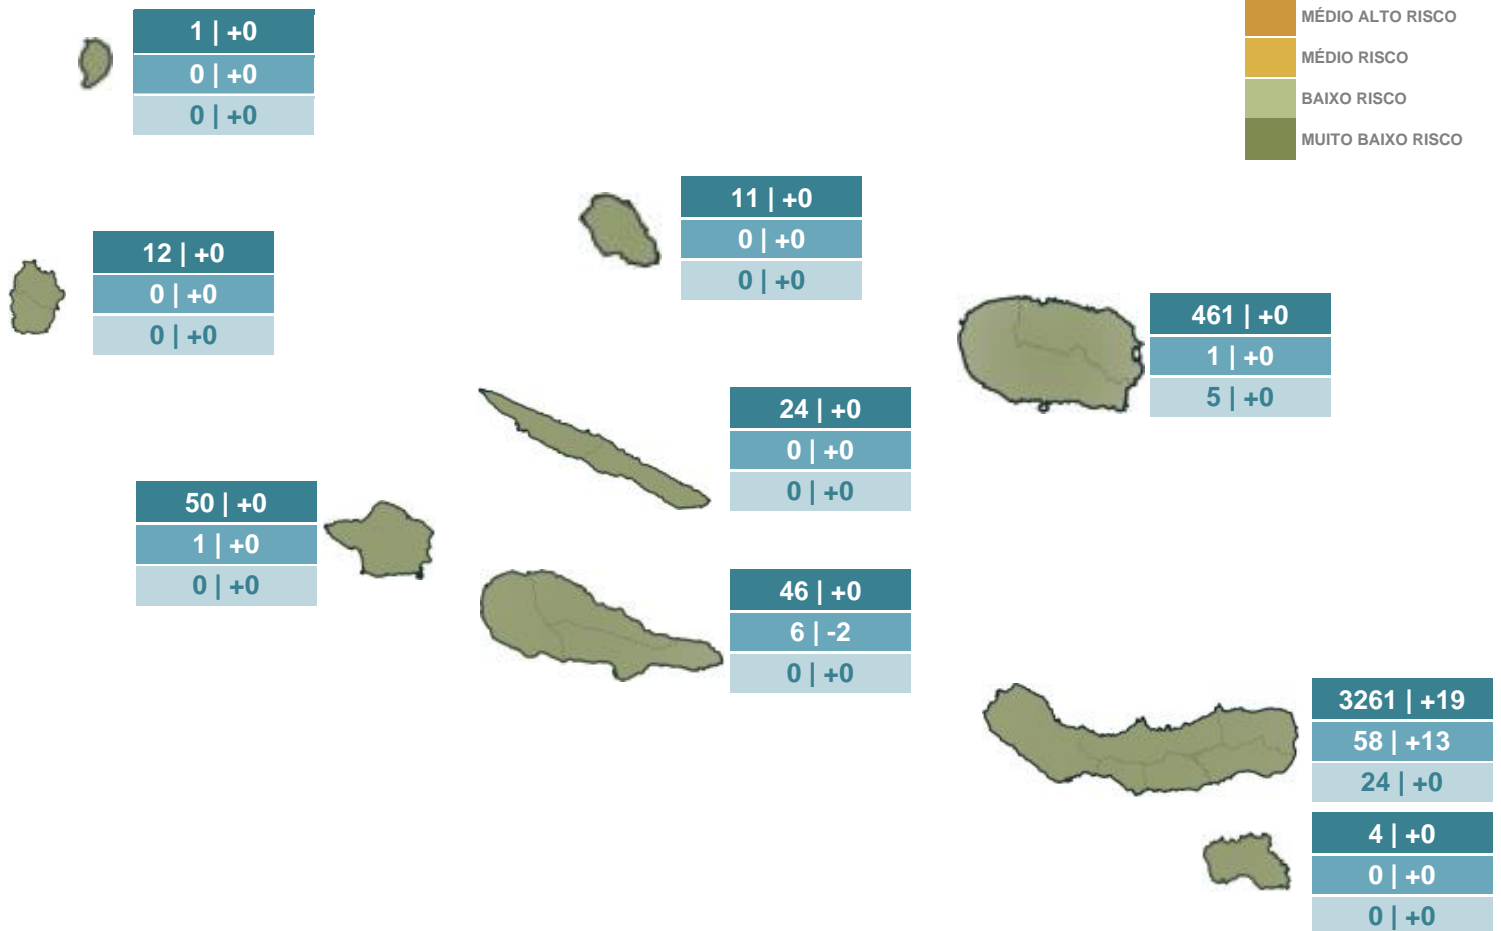 MÉDIO ALTO RISCO
MÉDIO RISCO
BAIXO RISCO
MUITO BAIXO RISCO
1 | +0
0 | +0
0 | +0
11 | +0
0 | +0
0 | +0
12 | +0
0 | +0
0 | +0
461 | +0
1 | +0
5 | +0
24 | +0
0 | +0
0 | +0
50 | +0
1 | +0
0 | +0
46 | +0
6 | -2
0 | +0
3261 | +19
58 | +13
24 | +0
4 | +0
0 | +0
0 | +0